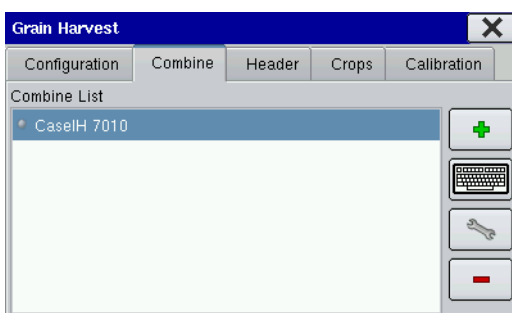 Grain Harvest
Configuration Combine Header Crops Calibration
Combine List
CaseIH 7010